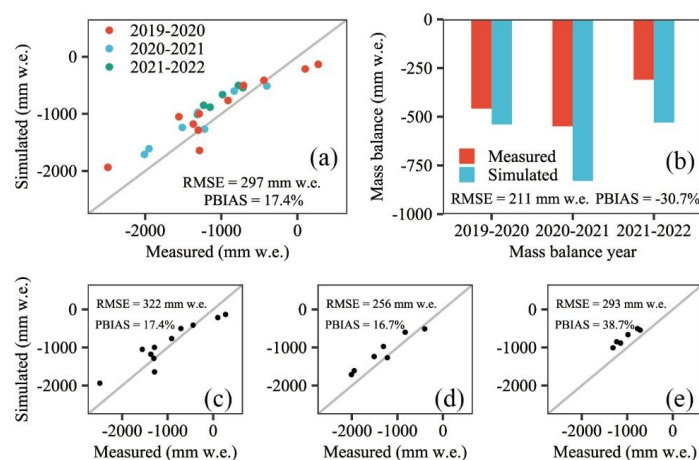 2019-2020
2020-2021
2021-2022
0
-1000
-2000
Simulated (mm w.e.)
(a)
RMSE = 297 mm w.e.
PBIAS = 17.4%
-2000 -1000 0
Measured (mm w.e.)
0
-250
-500
-750
-1000
Mass balance (mm w.e.)
(b)
Measured
Simulated
RMSE = 211 mm w.e. PBIAS = -30.7%
2019-2020 2020-2021 2021-2022
Mass balance year
0
-1000
-2000
Simulated (mm w.e.)
RMSE = 322 mm w.e.
PBIAS = 17.4%
(c)
-2000 -1000 0
Measured (mm w.e.)
0
-1000
-2000
RMSE = 256 mm w.e.
PBIAS = 16.7%
(d)
-2000 -1000 0
Measured (mm w.e.)
0
-1000
-2000
RMSE = 293 mm w.e.
PBIAS = 38.7%
(e)
-2000 -1000 0
Measured (mm w.e.)